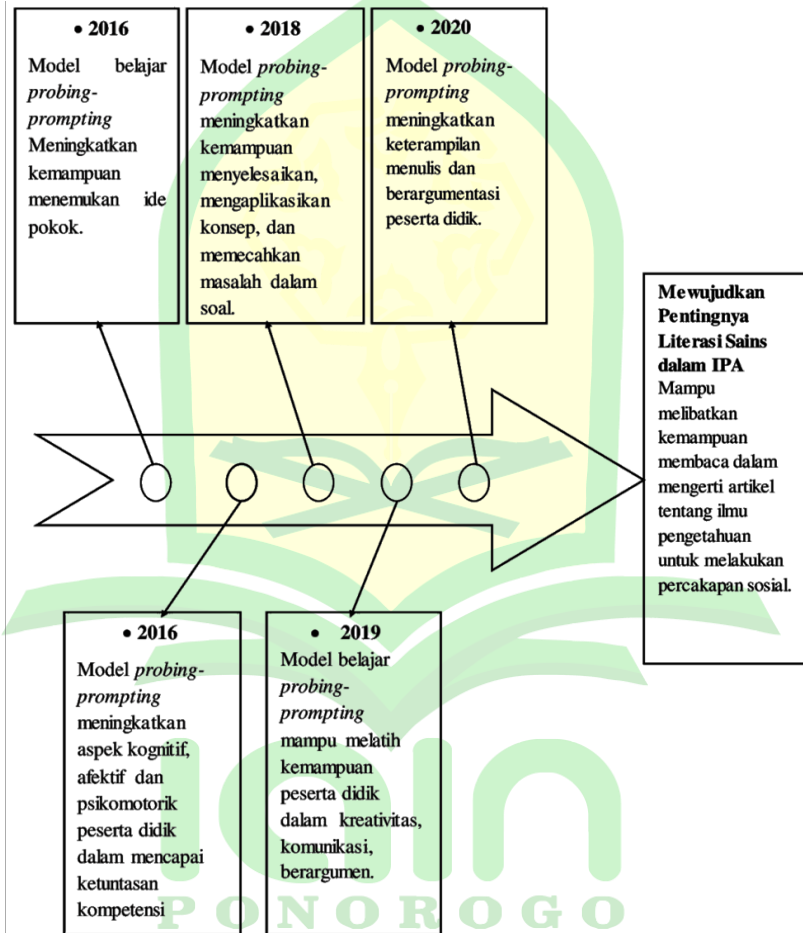 • 2016
Model belajar
probing-
prompting
Meningkatkan
kemampuan
menemukan ide
pokok.
• 2018
Model probing-
prompting
meningkatkan
kemampuan
menyelesaikan,
mengaplikasikan
konsep, dan
memecahkan
masalah dalam
soal.
• 2020
Model probing-
prompting
meningkatkan
keterampilan
menulis dan
berargumentasi
peserta didik.
Mewujudkan
Pentingnya
Literasi Sains
dalam IPA
Mampu
melibatkan
kemampuan
membaca dalam
mengerti artikel
tentang ilmu
pengetahuan
untuk melakukan
percakapan sosial.
• 2016
Model probing-
prompting
meningkatkan
aspek kognitif,
afektif dan
psikomotorik
peserta didik
dalam mencapai
ketuntasan
kompetensi
• 2019
Model belajar
probing-
prompting
mampu melatih
kemampuan
peserta didik
dalam kreativitas,
komunikasi,
berargumen.
iain
PONOROGO